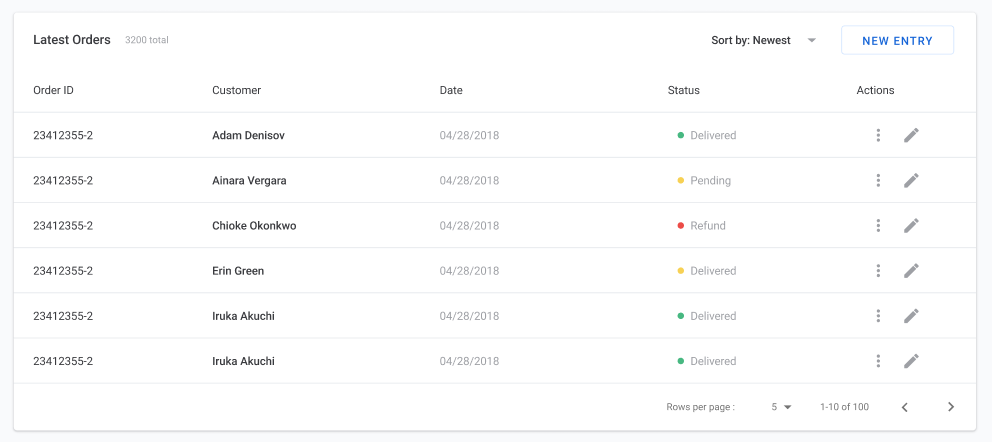 Latest Orders 3200 total Sort by: Newest NEW ENTRY
Order ID Customer Date Status Actions
23412355-2 Adam Denisov 04/28/2018 Delivered
23412355-2 Ainara Vergara 04/28/2018 Pending
23412355-2 Chioke Okonkwo 04/28/2018 Refund
23412355-2 Erin Green 04/28/2018 Delivered
23412355-2 Iruka Akuchi 04/28/2018 Delivered
23412355-2 Iruka Akuchi 04/28/2018 Delivered
Rows per page : 5 1-10 of 100